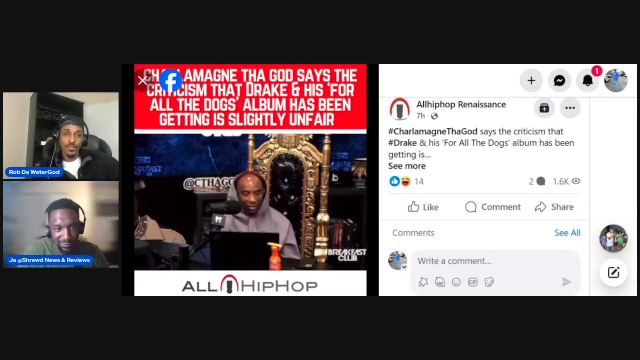 CHARLAMAGNE THA GOD SAYS THE
CRITICISM THAT DRAKE & HIS 'FOR
ALL THE DOGS' ALBUM HAS BEEN
GETTING IS SLIGHTLY UNFAIR
@CTHAGOD
BREAKFAST
CLUB
ALL HIPHOP
Rob Da WaterGod
Ja @Shrewd News & Reviews
1
Allhiphop Renaissance
7h
#CharlamagneThaGod says the criticism that
#Drake & his 'For All The Dogs' album has been
getting is...
See more
14
2
1.6K
Like
Comment
Share
Comments
See All
Write a comment...
GIF